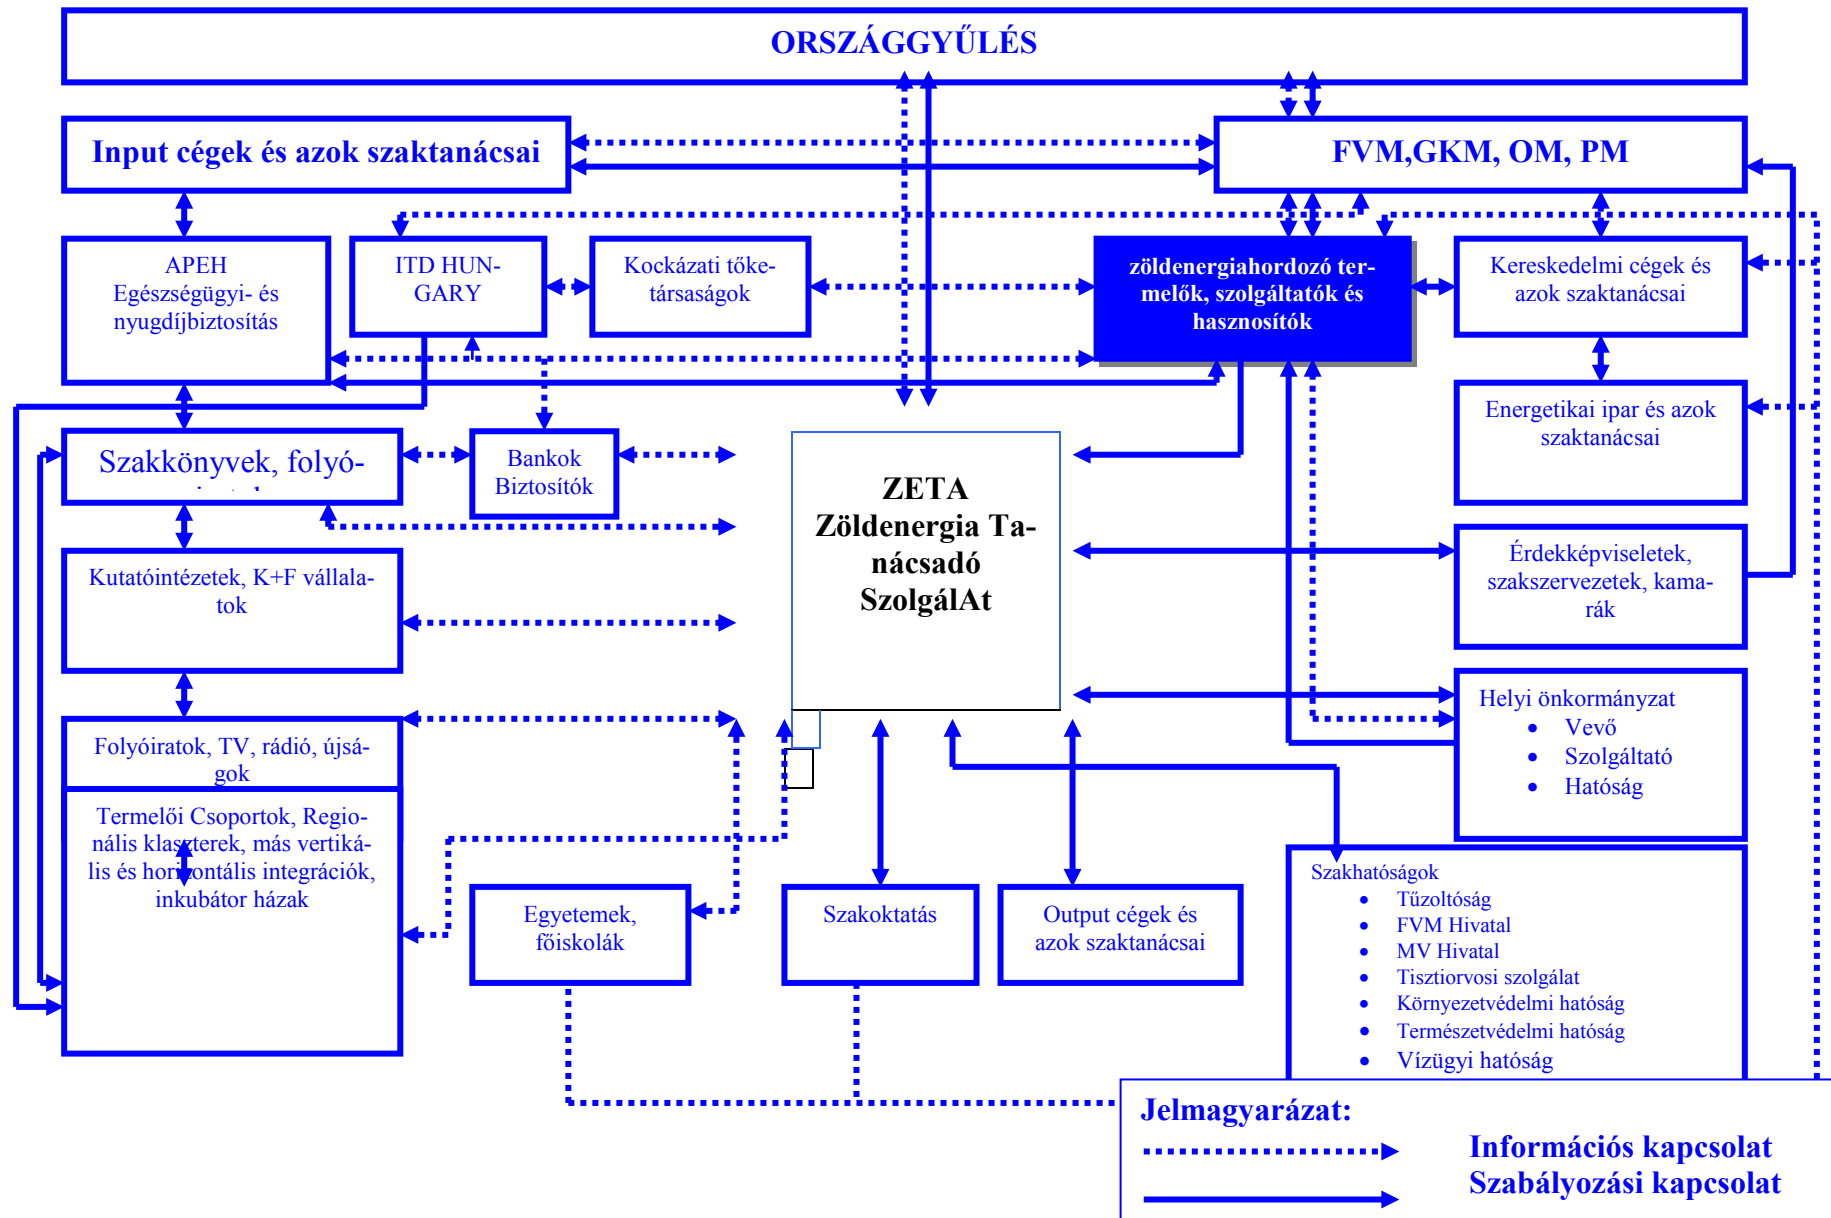 ORSZÁGGYŰLÉS
Input cégek és azok szaktanácsai
FVM,GKM, OM, PM
APEH
Egészségügyi- és
nyugdíjbiztosítás
ITD HUN-
GARY
Kockázati tőke-
társaságok
zöldenergiahordozó ter-
melők, szolgáltatók és
hasznosítók
Kereskedelmi cégek és
azok szaktanácsai
Energetikai ipar és azok
szaktanácsai
Szakkönyvek, folyó-
Bankok
Biztosítók
ZETA
Zöldenergia Ta-
nácsadó
SzolgálAt
Kutatóintézetek, K+F vállala-
tok
Érdekképviseletek,
szakszervezetek, kama-
rák
Helyi önkormányzat
• Vevő
• Szolgáltató
• Hatóság
Folyóiratok, TV, rádió, újsá-
gok
Termelői Csoportok, Regio-
nális klaszterek, más vertiká-
lis és horizontális integrációk,
inkubátor házak
Egyetemek,
főiskolák
Szakoktatás
Output cégek és
azok szaktanácsai
Szakhatóságok
• Tűzoltóság
• FVM Hivatal
• MV Hivatal
• Tisztiorvosi szolgálat
• Környezetvédelmi hatóság
• Természetvédelmi hatóság
• Vízügyi hatóság
Jelmagyarázat:
Információs kapcsolat
Szabályozási kapcsolat